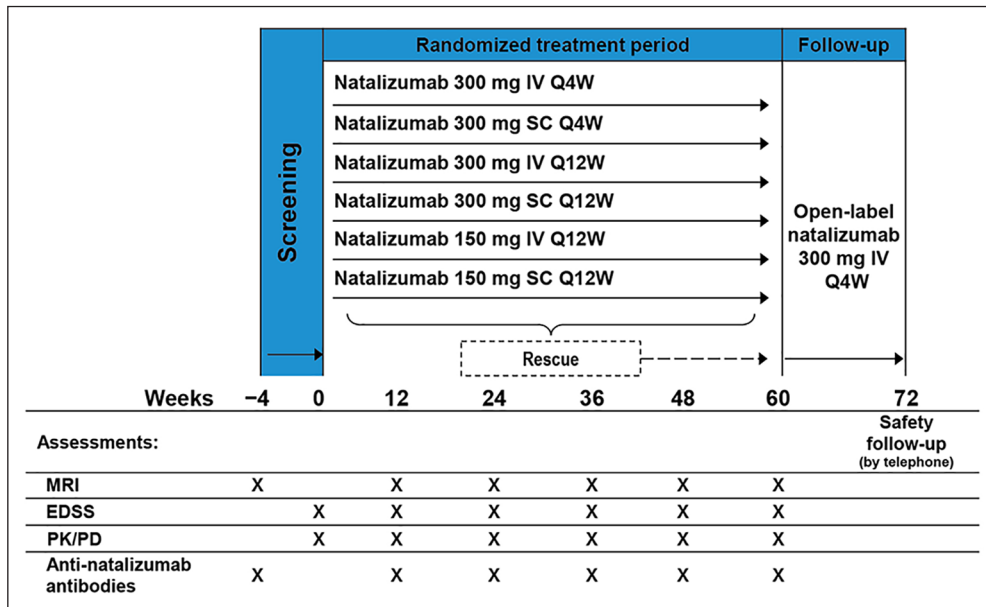 Randomized treatment period Follow-up
Screening
Natalizumab 300 mg IV Q4W
Natalizumab 300 mg SC Q4W
Natalizumab 300 mg IV Q12W
Natalizumab 300 mg SC Q12W
Natalizumab 150 mg IV Q12W
Natalizumab 150 mg SC Q12W
Open-label
natalizumab
300 mg IV
Q4W
Rescue
Weeks −4 0 12 24 36 48 60 72
Assessments:
Safety
follow-up
(by telephone)
MRI X X X X X X
EDSS X X X X X X
PK/PD X X X X X X
Anti-natalizumab
antibodies X X X X X X